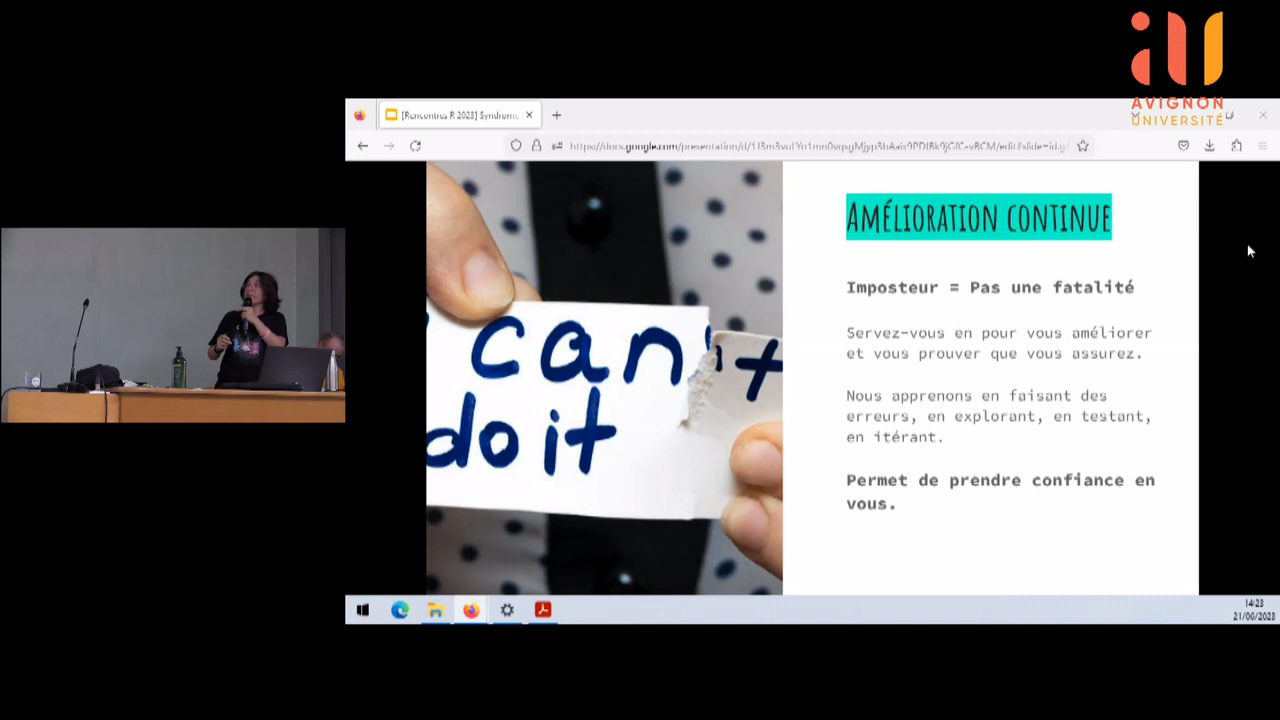 AVIGNON
UNIVERSITÉ
[Rencontres R 2023] Syndrome
AMÉLIORATION CONTINUE
Imposteur = Pas une fatalité
Servez-vous en pour vous améliorer
et vous prouver que vous assurez.
Nous apprenons en faisant des
erreurs, en explorant, en testant,
en itérant.
Permet de prendre confiance en
vous.
can't
do it
14:23
21/06/2023